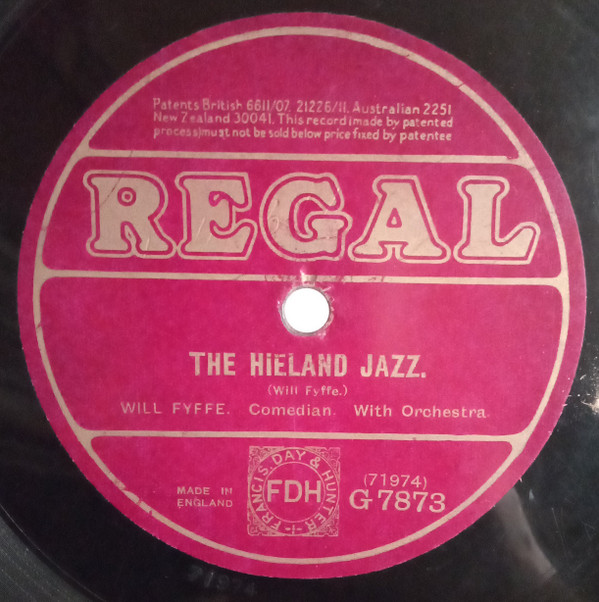 Patents British 6611/07, 21226/11. Australian 2251
New Zealand 30041. This record (made by patented
process) must not be sold below price fixed by patentee
REGAL
THE HIELAND JAZZ.
(Will Fyffe.)
WILL FYFFE. Comedian. With Orchestra.
MADE IN
ENGLAND
FRANCIS, DAY & HUNTER
FDH
(71974)
G 7873
71974